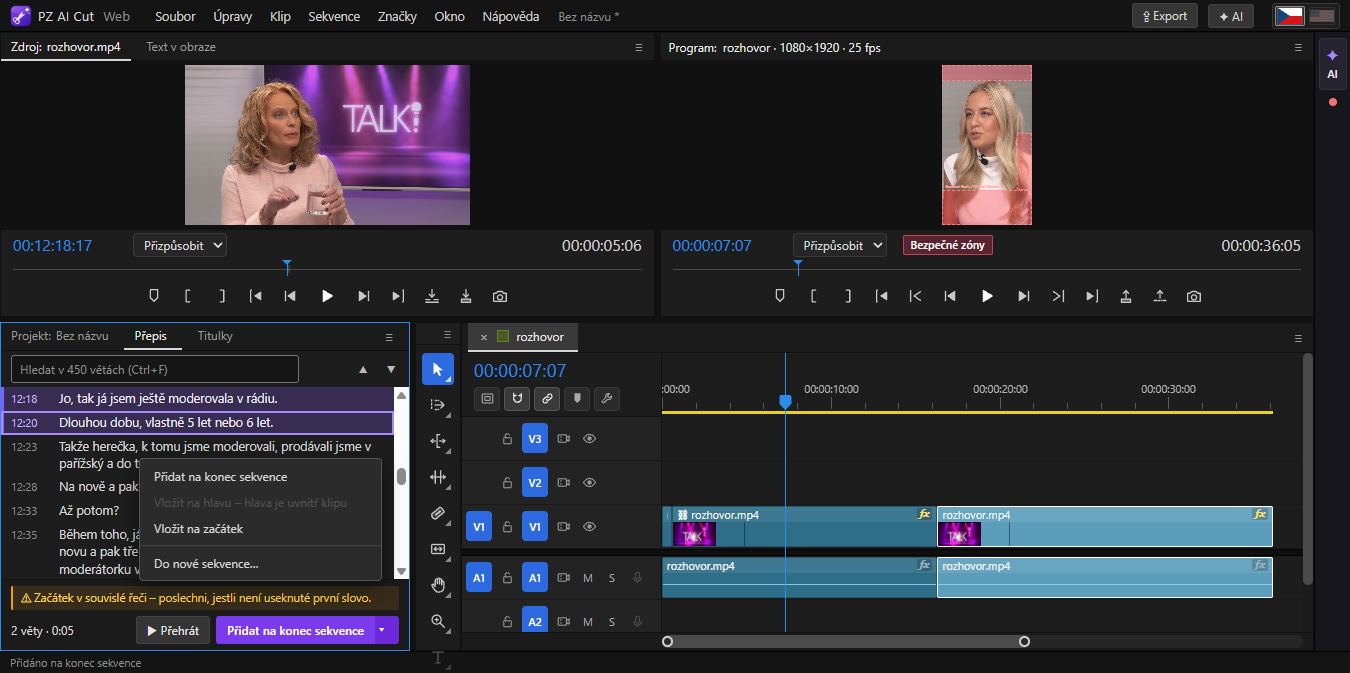 PZ AI Cut Web
Soubor
Úpravy
Klip
Sekvence
Značky
Okno
Nápověda
Bez názvu *
Export
AI
Zdroj: rozhovor.mp4
Text v obraze
TALK!
00:12:18:17
Přizpůsobit
00:00:05:06
Program: rozhovor · 1080×1920 · 25 fps
00:00:07:07
Přizpůsobit
Bezpečné zóny
00:00:36:05
AI
Projekt: Bez názvu
Přepis
Titulky
Hledat v 450 větách (Ctrl+F)
12:18 Jo, tak já jsem ještě moderovala v rádiu.
12:20 Dlouhou dobu, vlastně 5 let nebo 6 let.
12:23 Takže herečka, k tomu jsme moderovali, prodávali jsme v
pařížský a do t
12:28 Na nově a pak
12:33 Až potom?
12:35 Během toho, já
novu a pak tře
moderátorku v
Přidat na konec sekvence
Vložit na hlavu – hlava je uvnitř klipu
Vložit na začátek
Do nové sekvence...
Začátek v souvislé řeči – poslechni, jestli není useknuté první slovo.
2 věty · 0:05
Přehrát
Přidat na konec sekvence
Přidáno na konec sekvence
rozhovor
00:00:07:07
:00:00
00:00:10:00
00:00:20:00
00:00:30:00
V3
V2
V1 V1
rozhovor.mp4 fx
TALK!
rozhovor.mp4 fx
TALK!
A1 A1 M S
rozhovor.mp4 fx
rozhovor.mp4 fx
A2 M S
T